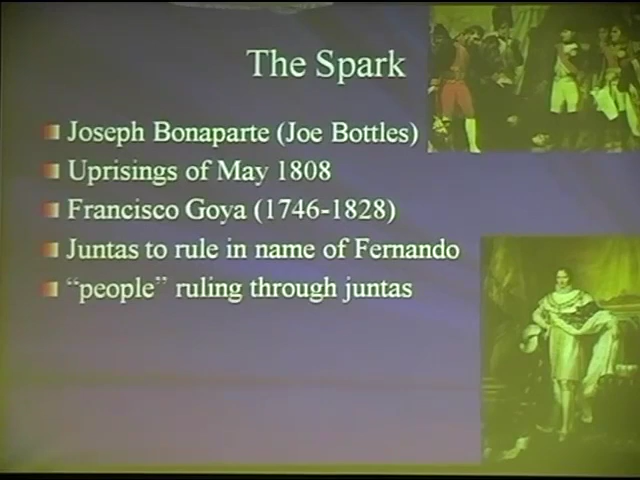 The Spark
Joseph Bonaparte (Joe Bottles)
Uprisings of May 1808
Francisco Goya (1746-1828)
Juntas to rule in name of Fernando
“people” ruling through juntas